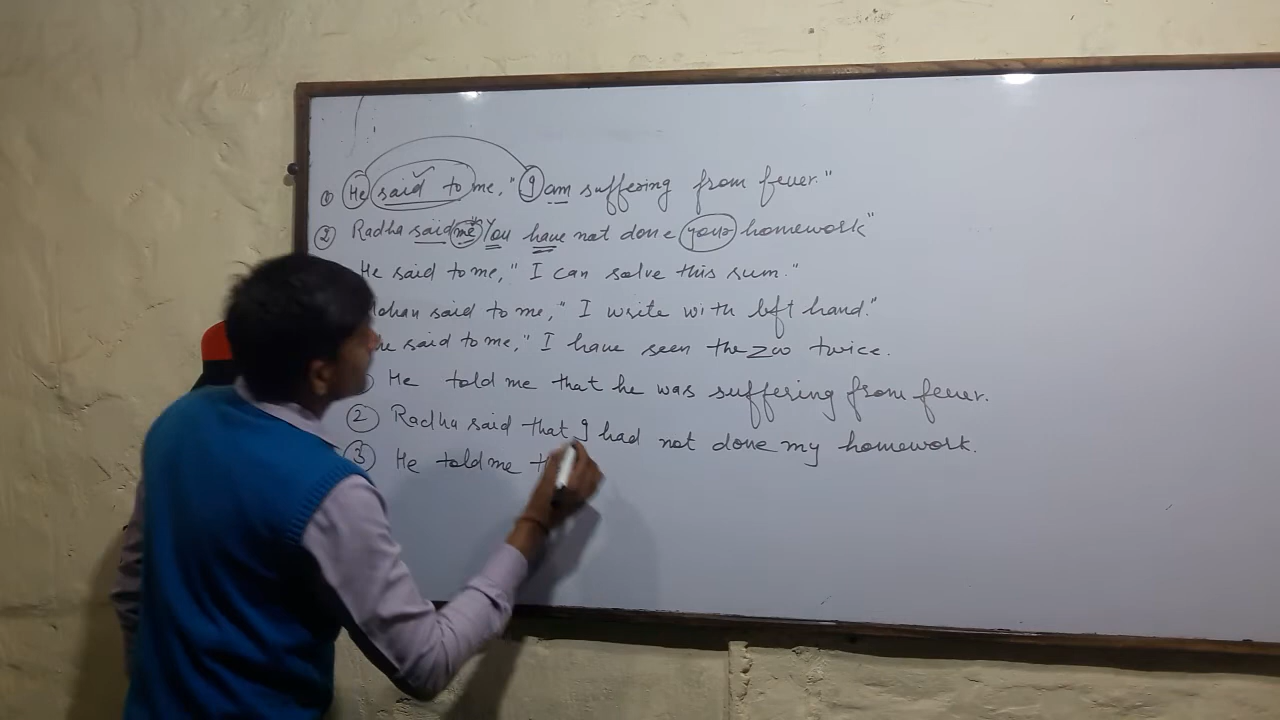 ① He said to me, "I am suffering from fever."
② Radha said me "You have not done your homework"
He said to me, "I can solve this sum."
said to me, "I write with left hand."
said to me, "I have seen the zoo twice.
He told me that he was suffering from fever.
② Radha said that I had not done my homework.
③ He told me